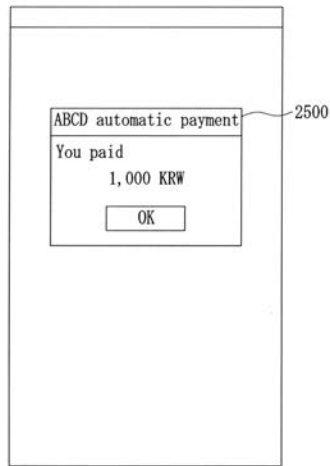 ABCD automatic payment
2500
You paid
1,000 KRW
OK